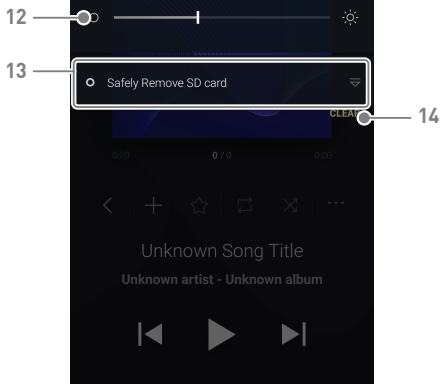 12
13
Safely Remove SD card
CLEAR
14
0:00 0 / 0 0:00
Unknown Song Title
Unknown artist - Unknown album